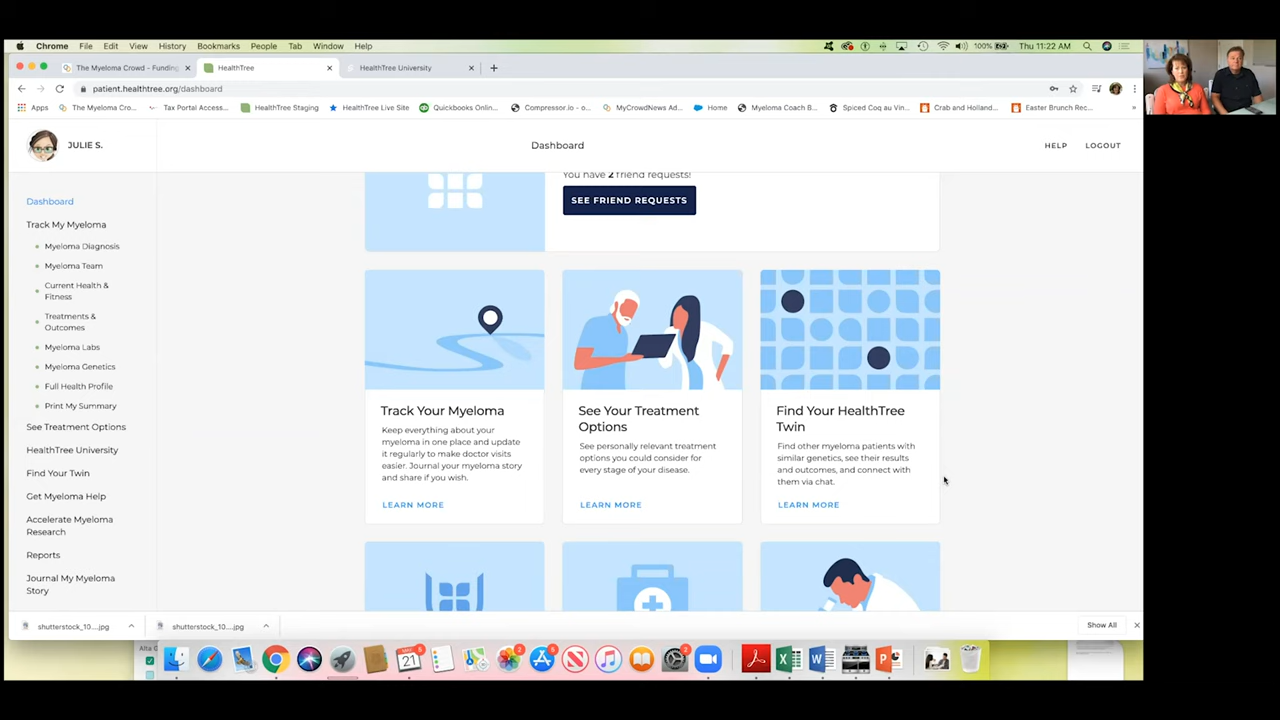 Chrome File Edit View History Bookmarks People Tab Window Help 100% Thu 11:22 AM
The Myeloma Crowd - Funding HealthTree HealthTree University
patient.healthtree.org/dashboard
Apps The Myeloma Cro... Tax Portal Access... HealthTree Staging HealthTree Live Site Quickbooks Onlin... Compressor.io - o... MyCrowdNews Ad... Home Myeloma Coach B... Spiced Coq au Vin... Crab and Holland... Easter Brunch Rec...
JULIE S.
Dashboard
HELP LOGOUT
Dashboard
Track My Myeloma
Myeloma Diagnosis
Myeloma Team
Current Health &
Fitness
Treatments &
Outcomes
Myeloma Labs
Myeloma Genetics
Full Health Profile
Print My Summary
See Treatment Options
HealthTree University
Find Your Twin
Get Myeloma Help
Accelerate Myeloma
Research
Reports
Journal My Myeloma
Story
You have 2 friend requests!
SEE FRIEND REQUESTS
Track Your Myeloma
Keep everything about your
myeloma in one place and update
it regularly to make doctor visits
easier. Journal your myeloma story
and share if you wish.
LEARN MORE
See Your Treatment
Options
See personally relevant treatment
options you could consider for
every stage of your disease.
LEARN MORE
Find Your HealthTree
Twin
Find other myeloma patients with
similar genetics, see their results
and outcomes, and connect with
them via chat.
LEARN MORE
shutterstock_10....jpg shutterstock_10....jpg Show All
Alta
21